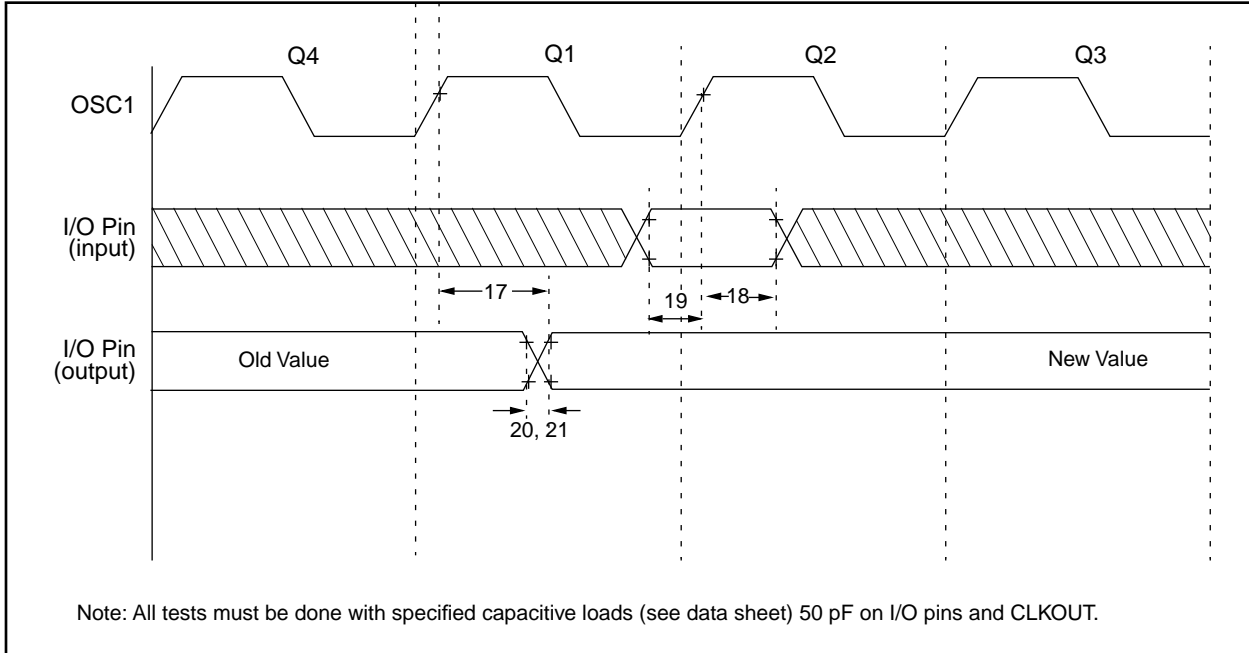 Q4 Q1 Q2 Q3
OSC1
I/O Pin
(input)
17
19
18
I/O Pin
(output)
Old Value
New Value
20, 21
Note: All tests must be done with specified capacitive loads (see data sheet) 50 pF on I/O pins and CLKOUT.